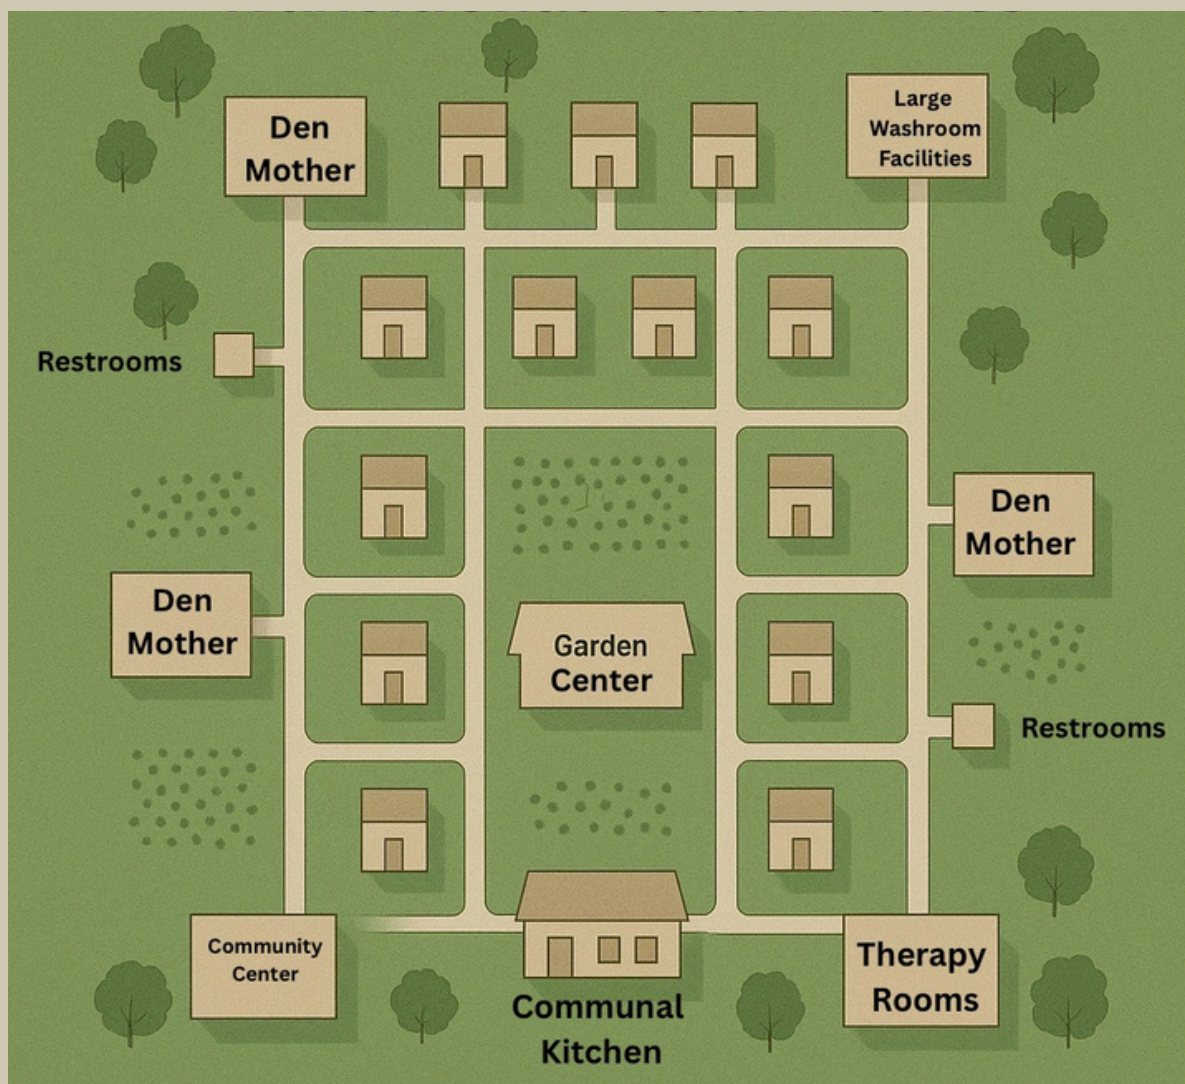 Den
Mother
Large
Washroom
Facilities
Restrooms
Den
Mother
Den
Mother
Garden
Center
Restrooms
Community
Center
Therapy
Rooms
Communal
Kitchen